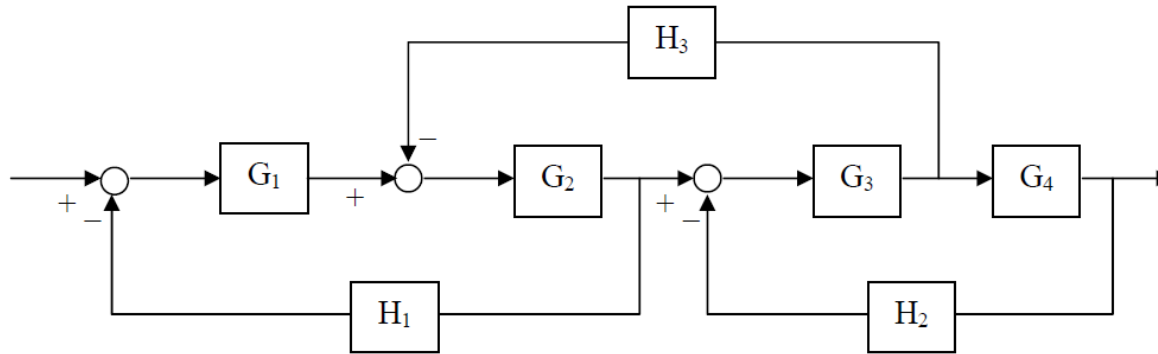 H₃
−
G₁
G₂
G₃
G₄
+
−
+
+
−
H₁
H₂